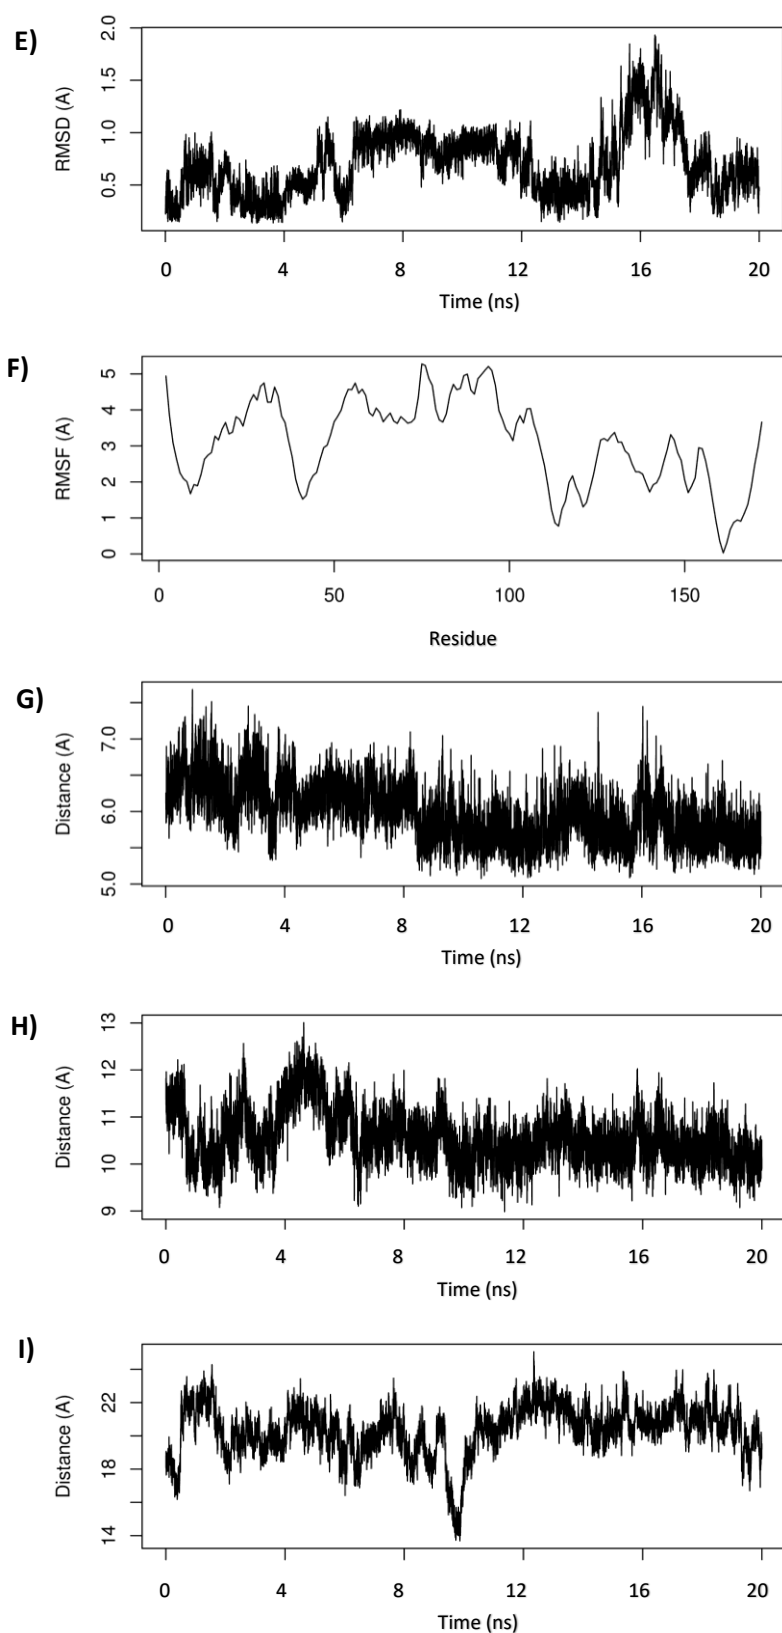 E)
RMSD (A)
2.0
1.5
1.0
0.5
0 4 8 12 16 20
Time (ns)
F)
RMSF (A)
5
4
3
2
1
0
0 50 100 150
Residue
G)
Distance (A)
7.0
6.0
5.0
0 4 8 12 16 20
Time (ns)
H)
Distance (A)
13
12
11
10
9
0 4 8 12 16 20
Time (ns)
I)
Distance (A)
22
18
14
0 4 8 12 16 20
Time (ns)